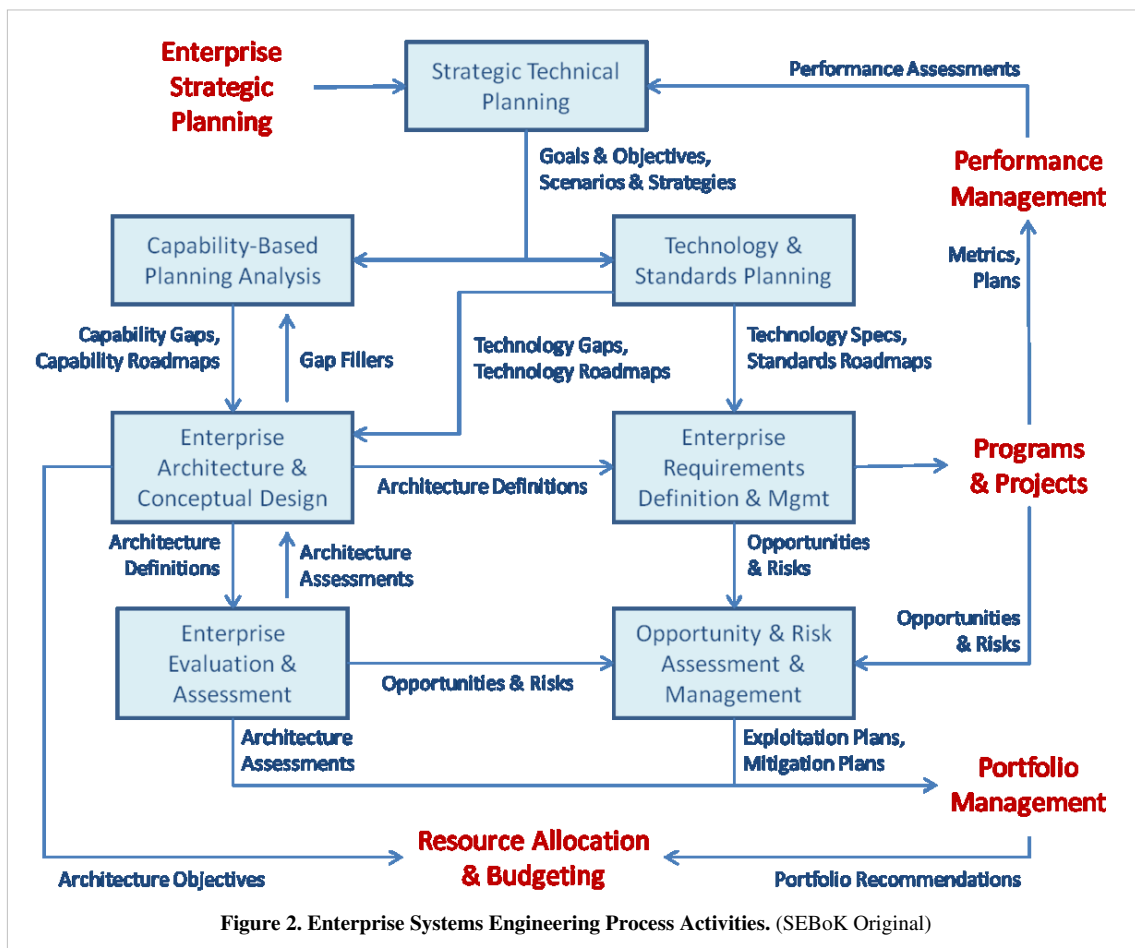 Enterprise
Strategic
Planning
Strategic Technical
Planning
Performance Assessments
Goals & Objectives,
Scenarios & Strategies
Performance
Management
Capability-Based
Planning Analysis
Technology &
Standards Planning
Metrics,
Plans
Capability Gaps,
Capability Roadmaps
Gap Fillers
Technology Gaps,
Technology Roadmaps
Technology Specs,
Standards Roadmaps
Enterprise
Architecture &
Conceptual Design
Architecture Definitions
Enterprise
Requirements
Definition & Mgmt
Programs
& Projects
Architecture
Definitions
Architecture
Assessments
Opportunities
& Risks
Enterprise
Evaluation &
Assessment
Opportunities & Risks
Opportunity & Risk
Assessment &
Management
Opportunities
& Risks
Architecture
Assessments
Exploitation Plans,
Mitigation Plans
Portfolio
Management
Resource Allocation
& Budgeting
Architecture Objectives
Portfolio Recommendations
Figure 2. Enterprise Systems Engineering Process Activities. (SEBoK Original)